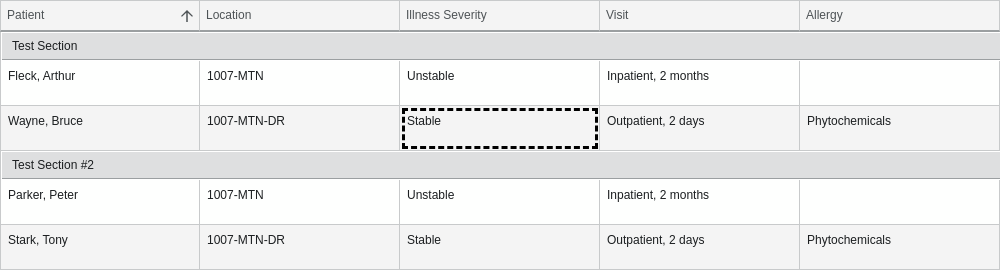 Patient Location Illness Severity Visit Allergy
Test Section
Fleck, Arthur 1007-MTN Unstable Inpatient, 2 months
Wayne, Bruce 1007-MTN-DR Stable Outpatient, 2 days Phytochemicals
Test Section #2
Parker, Peter 1007-MTN Unstable Inpatient, 2 months
Stark, Tony 1007-MTN-DR Stable Outpatient, 2 days Phytochemicals